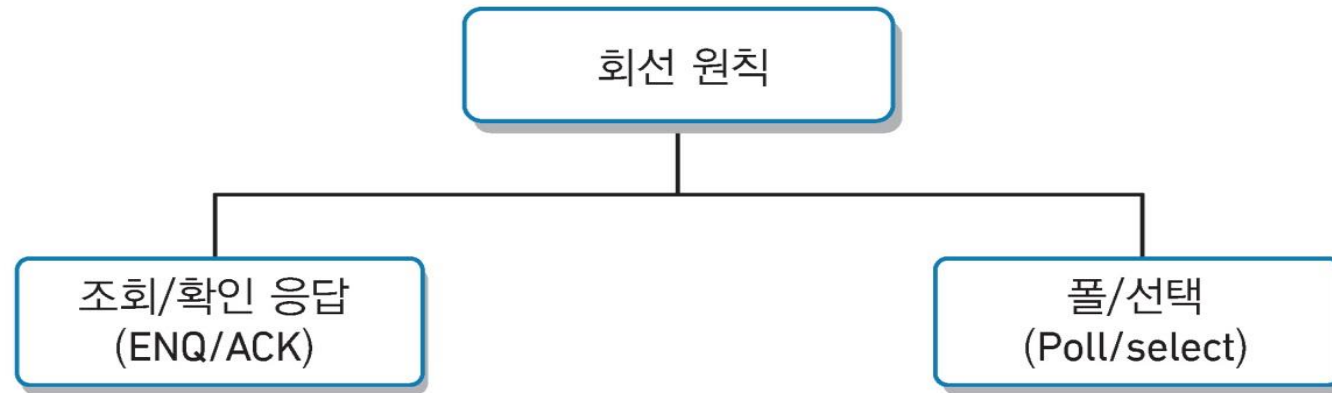 회선 원칙
조회/확인 응답
(ENQ/ACK)
폴/선택
(Poll/select)